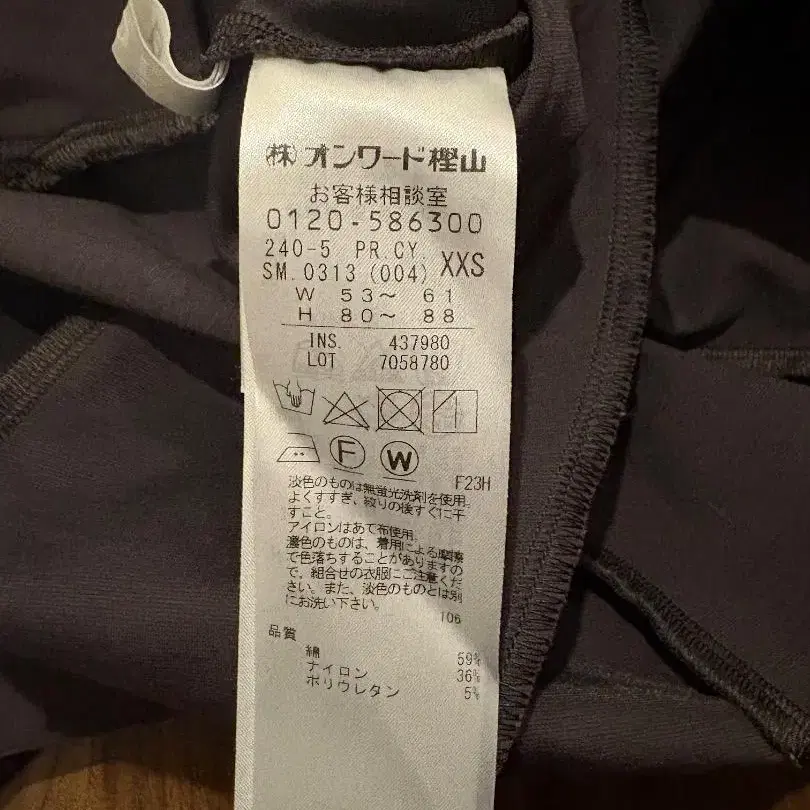 ㈱オンワード樫山
お客様相談室
0120-586300
240-5 PR.CY.
SM.0313(004) XXS
W 53～ 61
H 80～ 88
INS. 437980
LOT 7058780
F W
F23H
淡色のものは無蛍光洗剤を使用。
よくすすぎ、絞りの後すぐに干
すこと。
アイロンはあて布使用。
濃色のものは、着用による摩擦
で色落ちすることがありますの
で、組合せの衣服にご注意くだ
さい。また、淡色のものとは別
にお洗い下さい。
106
品質
綿 59%
ナイロン 36%
ポリウレタン 5%